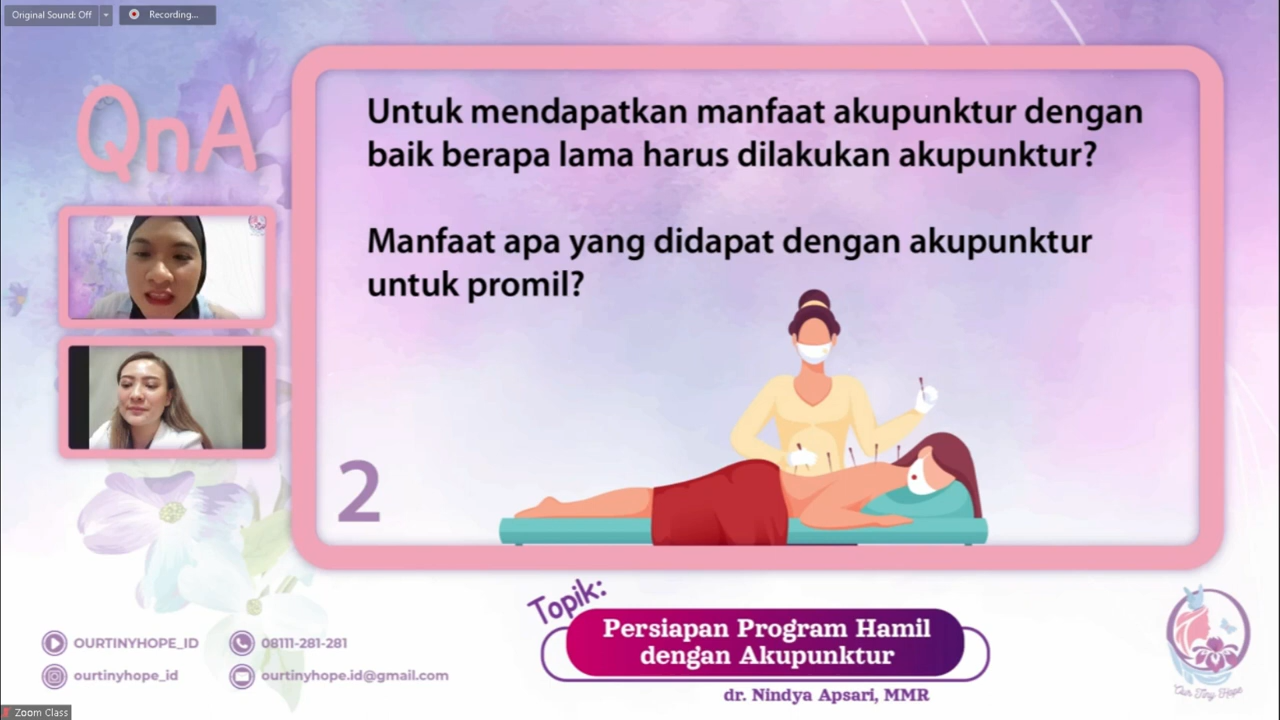 Original Sound: Off
Recording...
QnA
Untuk mendapatkan manfaat akupunktur dengan
baik berapa lama harus dilakukan akupunktur?
Manfaat apa yang didapat dengan akupunktur
untuk promil?
2
Topik:
Persiapan Program Hamil
dengan Akupunktur
dr. Nindya Apsari, MMR
OURTINYHOPE_ID
08111-281-281
ourtinyhope_id
ourtinyhope.id@gmail.com
Our Tiny Hope
Zoom Class